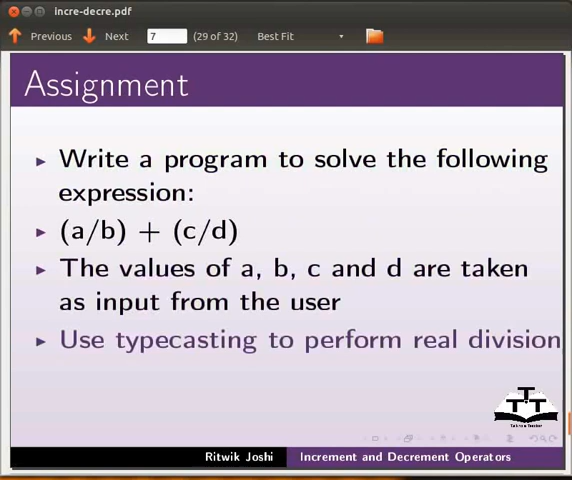 incre-decre.pdf
Previous Next 7 (29 of 32) Best Fit
Assignment
Write a program to solve the following
expression:
(a/b) + (c/d)
The values of a, b, c and d are taken
as input from the user
Use typecasting to perform real division
Ritwik Joshi Increment and Decrement Operators